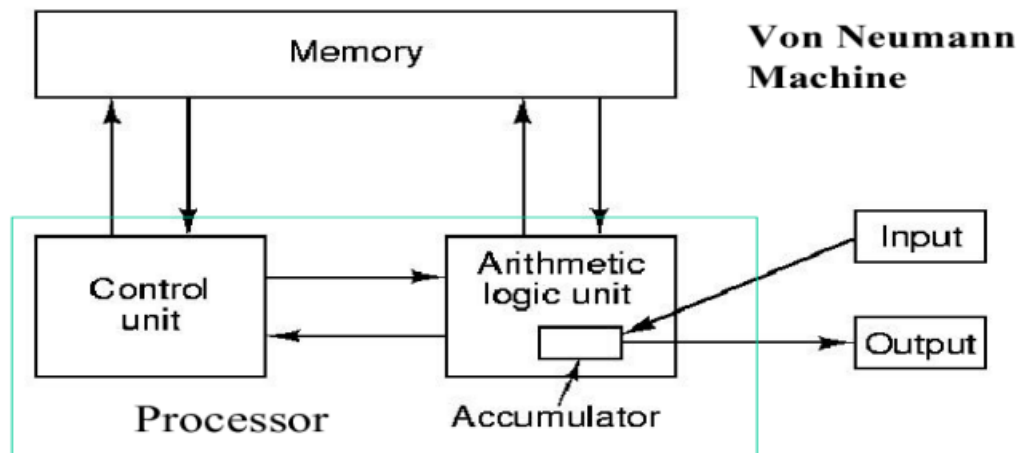 Memory
Von Neumann
Machine
Control
unit
Arithmetic
logic unit
Input
Output
Processor
Accumulator